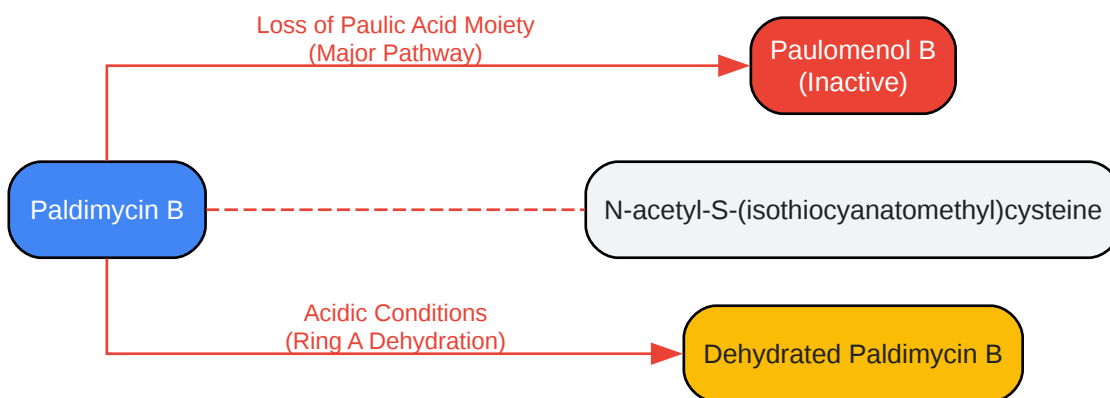 Loss of Paulic Acid Moiety
(Major Pathway)
Paulomenol B
(Inactive)
Paldimycin B
N-acetyl-S-(isothiocyanatomethyl)cysteine
Acidic Conditions
(Ring A Dehydration)
Dehydrated Paldimycin B